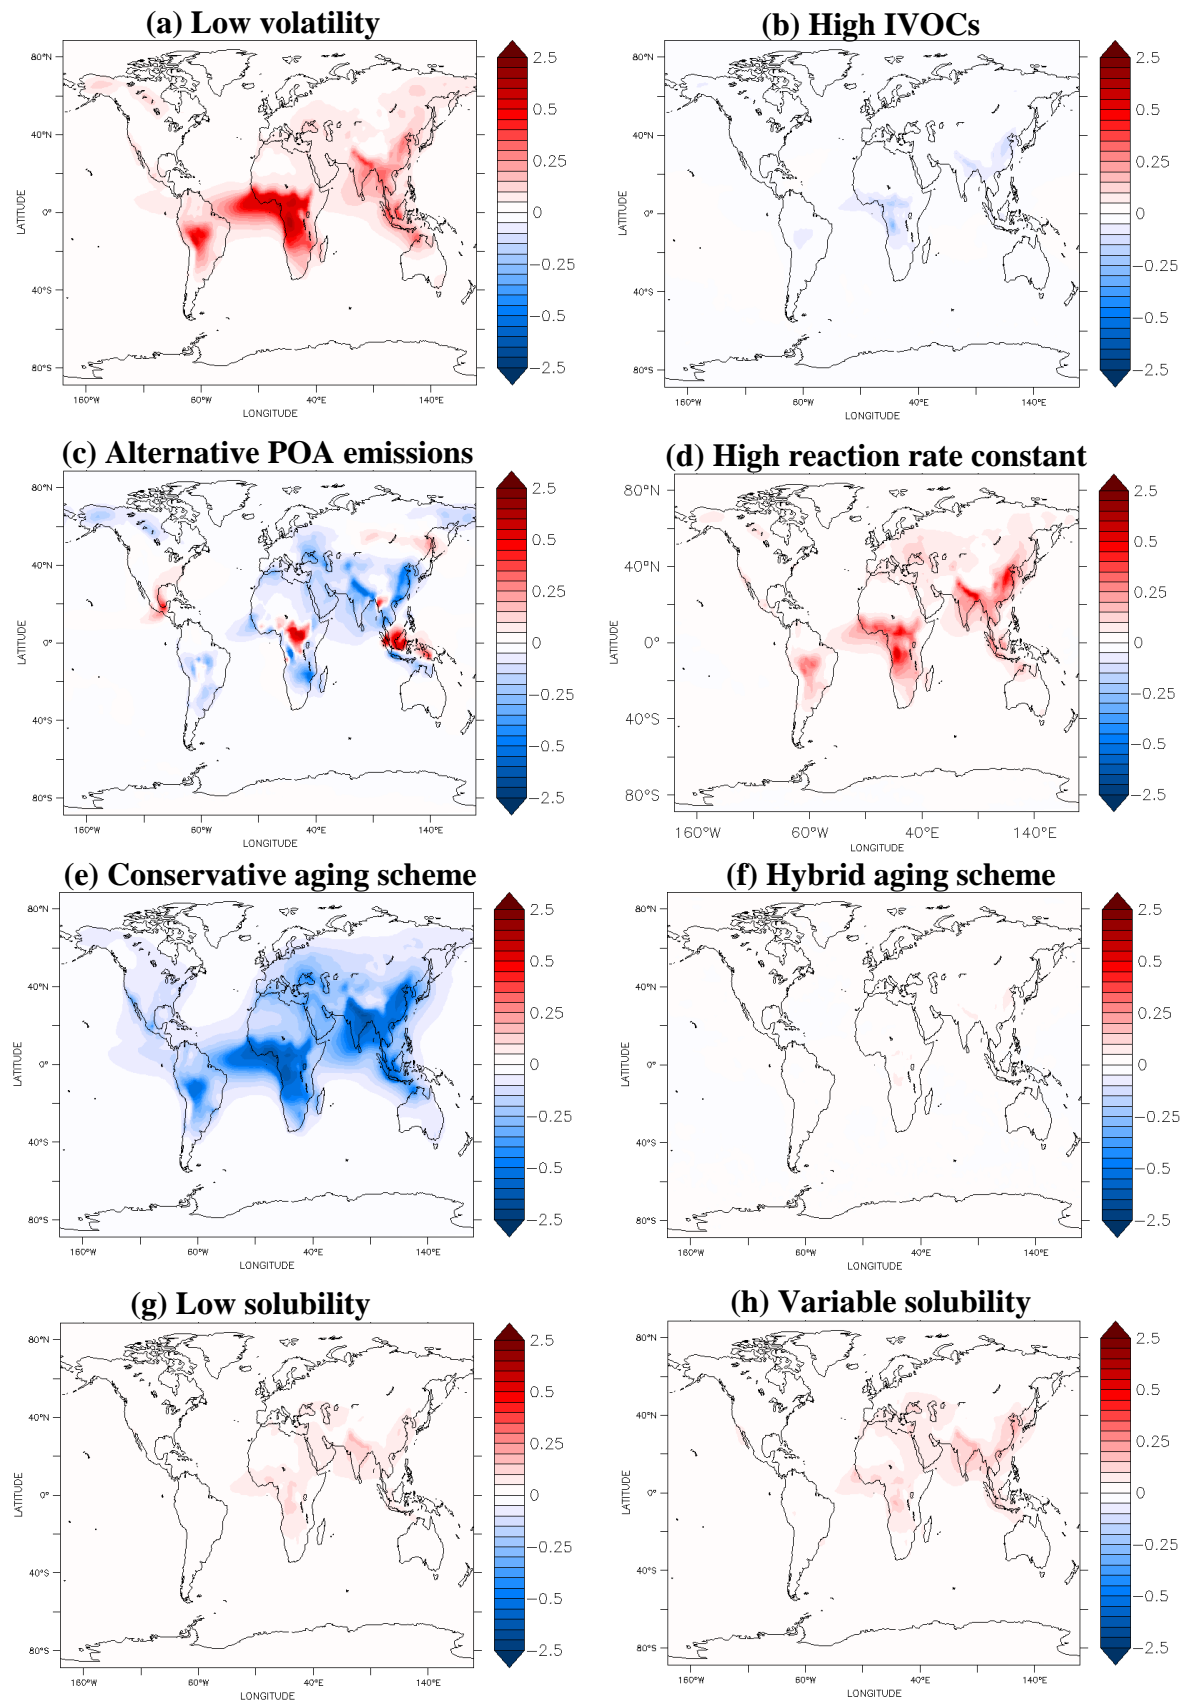 (a) Low volatility
80°N
40°N
0°
40°S
80°S
LATITUDE
160°W
60°W
40°E
140°E
LONGITUDE
2.5
0.5
0.25
0
−0.25
−0.5
−2.5
(b) High IVOCs
80°N
40°N
0°
40°S
80°S
LATITUDE
160°W
60°W
40°E
140°E
LONGITUDE
2.5
0.5
0.25
0
−0.25
−0.5
−2.5
(c) Alternative POA emissions
80°N
40°N
0°
40°S
80°S
LATITUDE
160°W
60°W
40°E
140°E
LONGITUDE
2.5
0.5
0.25
0
−0.25
−0.5
−2.5
(d) High reaction rate constant
80°N
40°N
0°
40°S
80°S
LATITUDE
160°W
60°W
40°E
140°E
LONGITUDE
2.5
0.5
0.25
0
−0.25
−0.5
−2.5
(e) Conservative aging scheme
80°N
40°N
0°
40°S
80°S
LATITUDE
160°W
60°W
40°E
140°E
LONGITUDE
2.5
0.5
0.25
0
−0.25
−0.5
−2.5
(f) Hybrid aging scheme
80°N
40°N
0°
40°S
80°S
LATITUDE
160°W
60°W
40°E
140°E
LONGITUDE
2.5
0.5
0.25
0
−0.25
−0.5
−2.5
(g) Low solubility
80°N
40°N
0°
40°S
80°S
LATITUDE
160°W
60°W
40°E
140°E
LONGITUDE
2.5
0.5
0.25
0
−0.25
−0.5
−2.5
(h) Variable solubility
80°N
40°N
0°
40°S
80°S
LATITUDE
160°W
60°W
40°E
140°E
LONGITUDE
2.5
0.5
0.25
0
−0.25
−0.5
−2.5